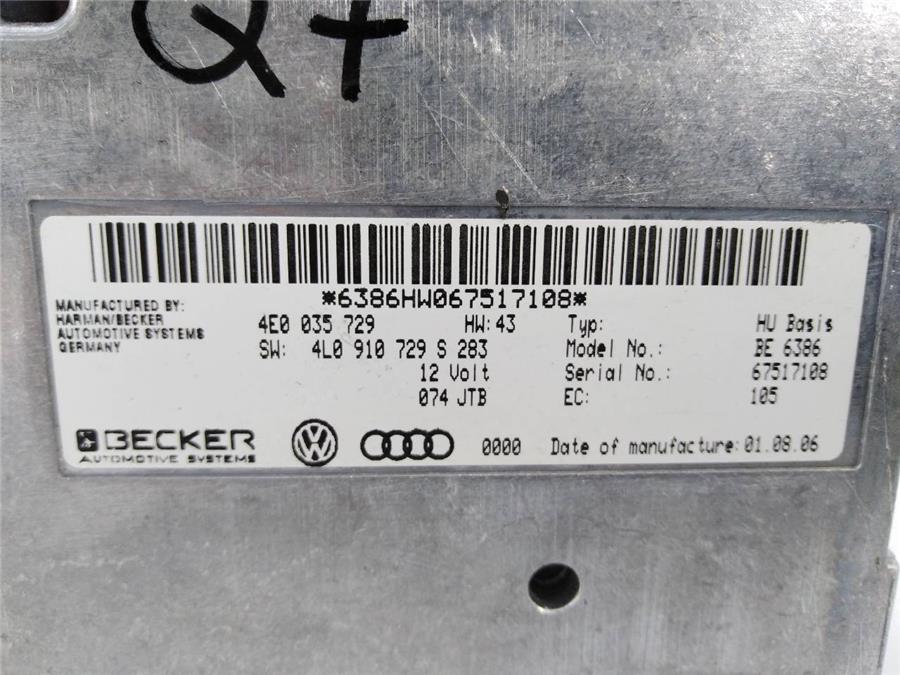 Q7
*6386HW067517108*
MANUFACTURED BY:
HARMAN/BECKER
AUTOMOTIVE SYSTEMS
GERMANY
4E0 035 729 HW: 43
SW: 4L0 910 729 S 283
12 Volt
074 JTB
Typ: HU Basis
Model No.: BE 6386
Serial No.: 67517108
EC: 105
BECKER
AUTOMOTIVE SYSTEMS
VW
0000 Date of manufacture: 01.08.06